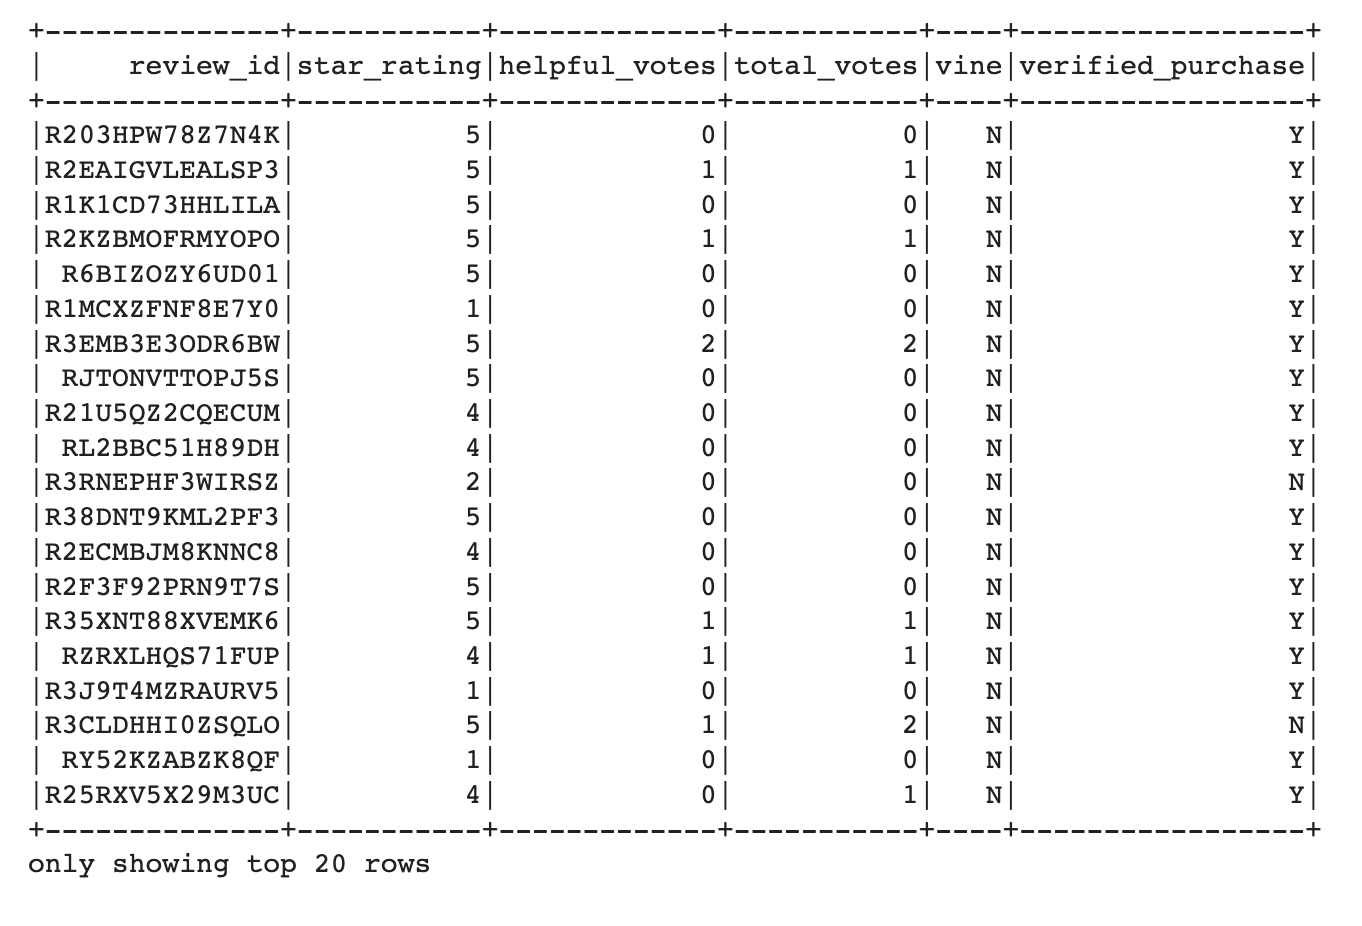 +--------------+-----------+-------------+-----------+----+-----------------+
|     review_id|star_rating|helpful_votes|total_votes|vine|verified_purchase|
+--------------+-----------+-------------+-----------+----+-----------------+
|R203HPW78Z7N4K|          5|            0|          0|   N|                Y|
|R2EAIGVLEALSP3|          5|            1|          1|   N|                Y|
|R1K1CD73HHLILA|          5|            0|          0|   N|                Y|
|R2KZBMOFRMYOPO|          5|            1|          1|   N|                Y|
| R6BIZOZY6UD01|          5|            0|          0|   N|                Y|
|R1MCXZFNF8E7Y0|          1|            0|          0|   N|                Y|
|R3EMB3E3ODR6BW|          5|            2|          2|   N|                Y|
| RJTONVTTOPJ5S|          5|            0|          0|   N|                Y|
|R21U5QZ2CQECUM|          4|            0|          0|   N|                Y|
| RL2BBC51H89DH|          4|            0|          0|   N|                Y|
|R3RNEPHF3WIRSZ|          2|            0|          0|   N|                N|
|R38DNT9KML2PF3|          5|            0|          0|   N|                Y|
|R2ECMBJM8KNNC8|          4|            0|          0|   N|                Y|
|R2F3F92PRN9T7S|          5|            0|          0|   N|                Y|
|R35XNT88XVEMK6|          5|            1|          1|   N|                Y|
| RZRXLHQS71FUP|          4|            1|          1|   N|                Y|
|R3J9T4MZRAURV5|          1|            0|          0|   N|                Y|
|R3CLDHHI0ZSQLO|          5|            1|          2|   N|                N|
| RY52KZABZK8QF|          1|            0|          0|   N|                Y|
|R25RXV5X29M3UC|          4|            0|          1|   N|                Y|
+--------------+-----------+-------------+-----------+----+-----------------+
only showing top 20 rows